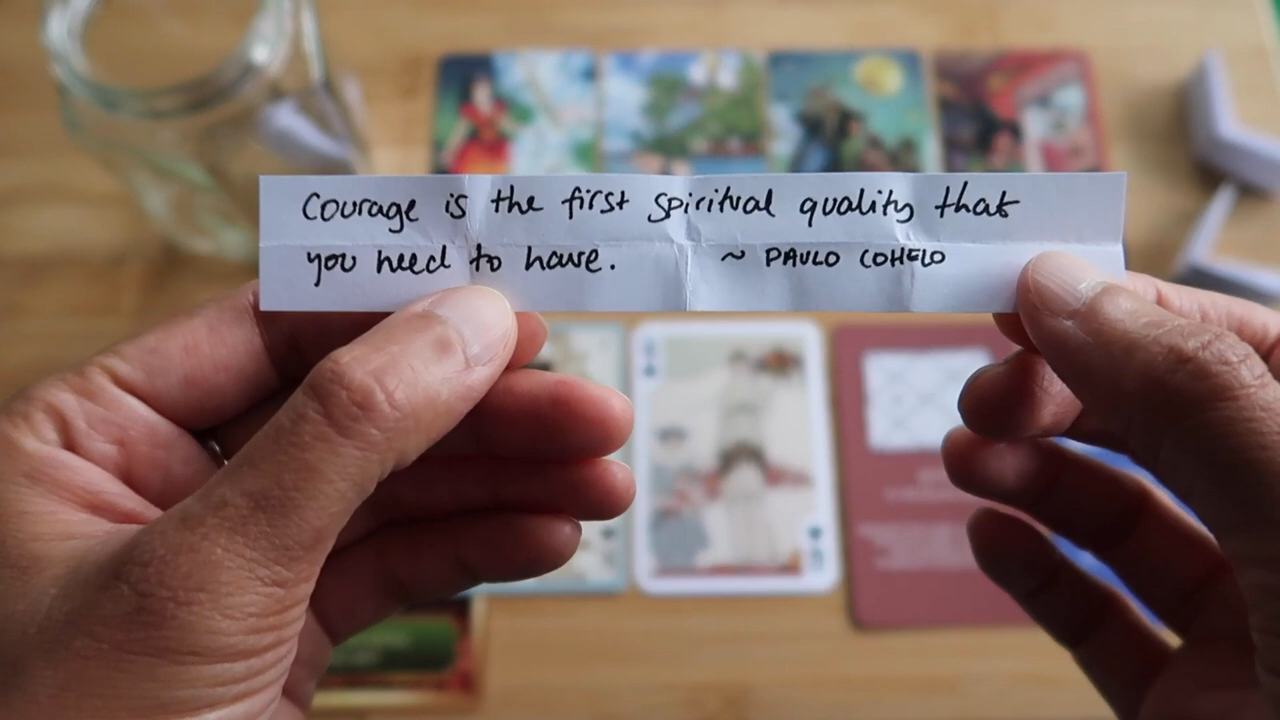 Courage is the first spiritual quality that
you need to have. ~ PAULO COHELO